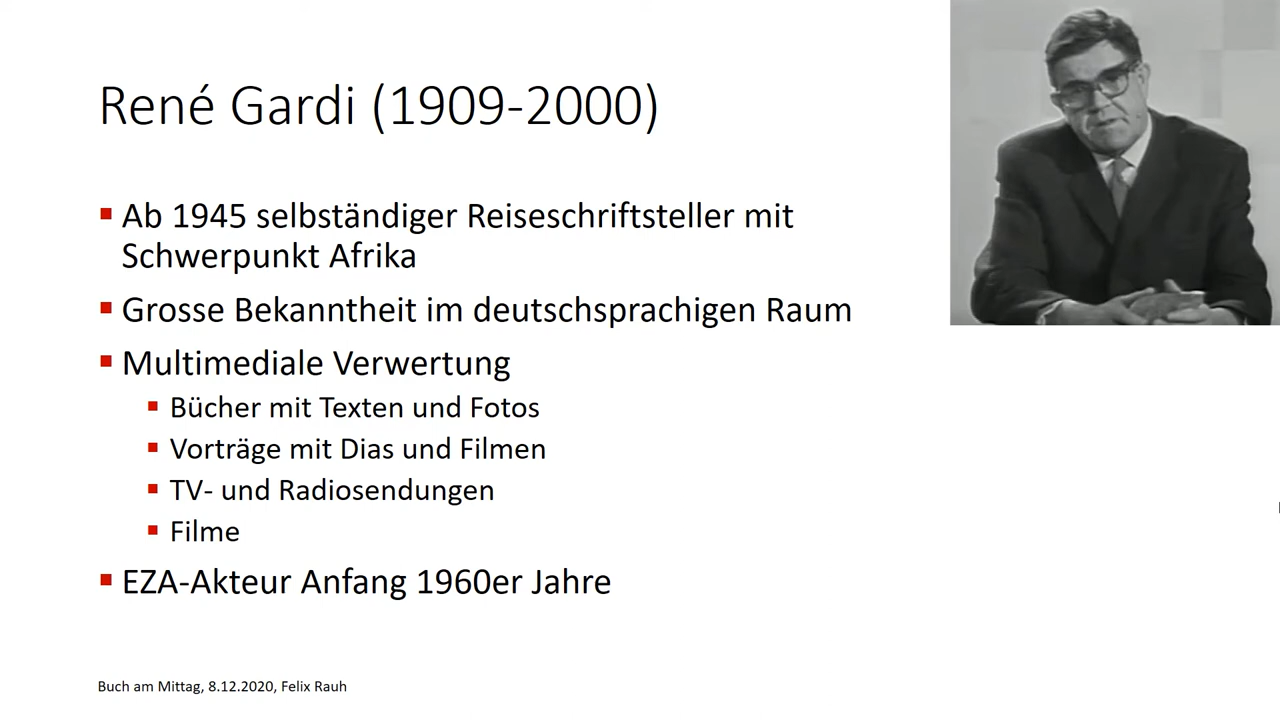 René Gardi (1909-2000)
Ab 1945 selbständiger Reiseschriftsteller mit
Schwerpunkt Afrika
Grosse Bekanntheit im deutschsprachigen Raum
Multimediale Verwertung
Bücher mit Texten und Fotos
Vorträge mit Dias und Filmen
TV- und Radiosendungen
Filme
EZA-Akteur Anfang 1960er Jahre
Buch am Mittag, 8.12.2020, Felix Rauh